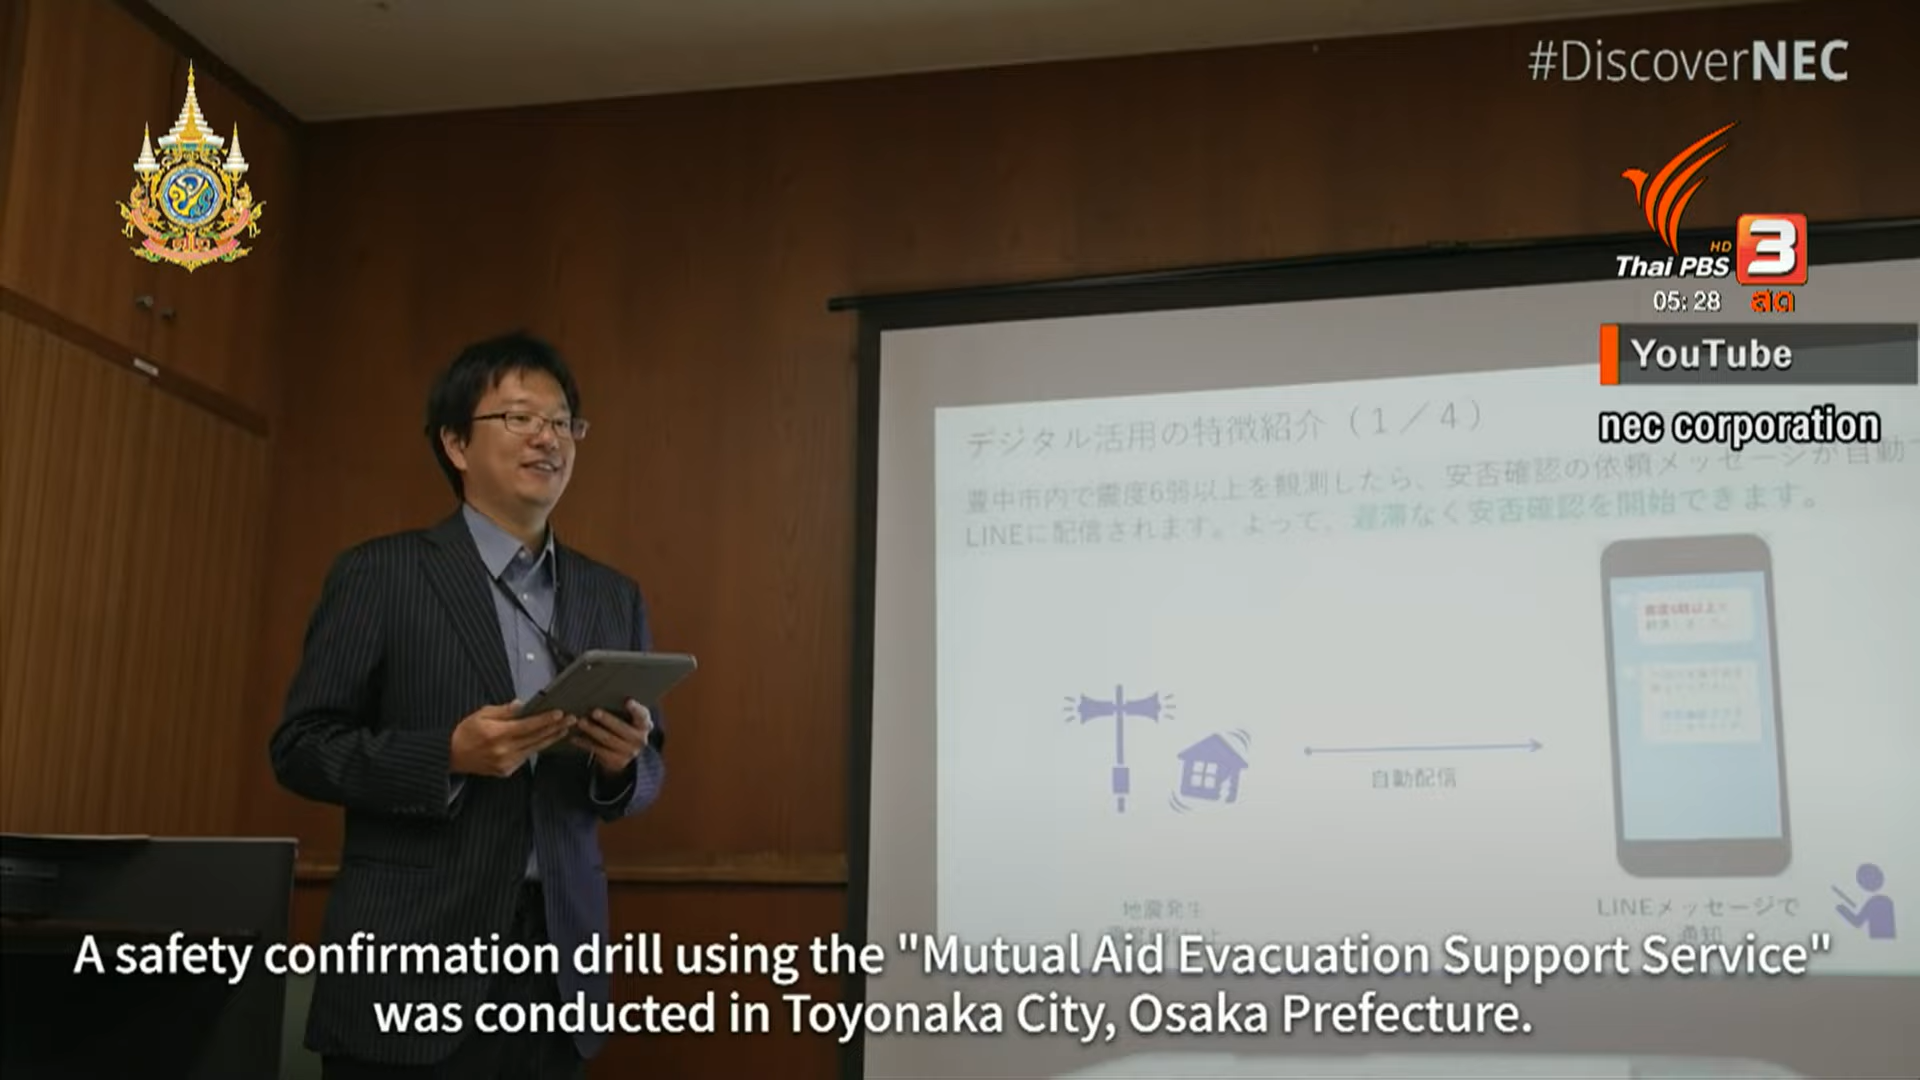 #DiscoverNEC
Thai PBS
HD
3
05:28 สด
YouTube
nec corporation
デジタル活用の特徴紹介（１／４）
豊中市内で震度6弱以上を観測したら、安否確認の依頼メッセージが自動で
LINEに配信されます。よって、遅滞なく安否確認を開始できます。
自動配信
地震発生
LINEメッセージで
通知
A safety confirmation drill using the "Mutual Aid Evacuation Support Service"
was conducted in Toyonaka City, Osaka Prefecture.